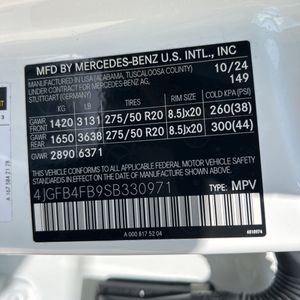 MFD BY MERCEDES-BENZ U.S. INTL., INC
MFD IN USA (ALABAMA, TUSCALOOSA COUNTY) 10/24
UNDER CONTRACT FOR MERCEDES-BENZ AG, 149
STUTTGART (GERMANY)
KG LB TIRES RIM SIZE COLD KPA (PSI)
FRONT 1420 3131 275/50 R20 8.5Jx20 260(38)
REAR 1650 3638 275/50 R20 8.5Jx20 300(44)
GVWR 2890 6371
THIS VEHICLE CONFORMS TO ALL APPLICABLE FEDERAL MOTOR VEHICLE SAFETY
STANDARDS IN EFFECT ON THE DATE OF MANUFACTURE SHOWN ABOVE.
4JGFB4FB9SB330971 TYPE: MPV
A 000 817 52 04